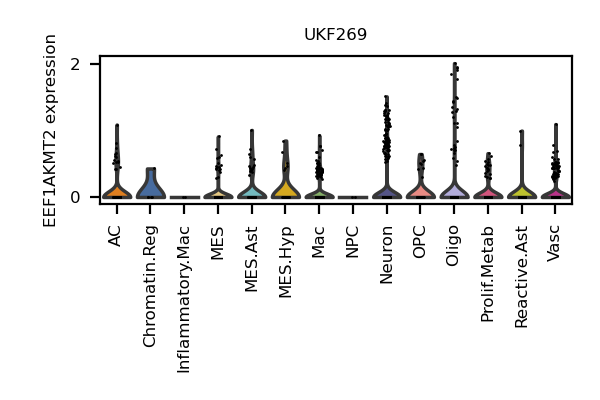 UKF269
EEF1AKMT2 expression
2
0
AC
Chromatin.Reg
Inflammatory.Mac
MES
MES.Ast
MES.Hyp
Mac
NPC
Neuron
OPC
Oligo
Prolif.Metab
Reactive.Ast
Vasc